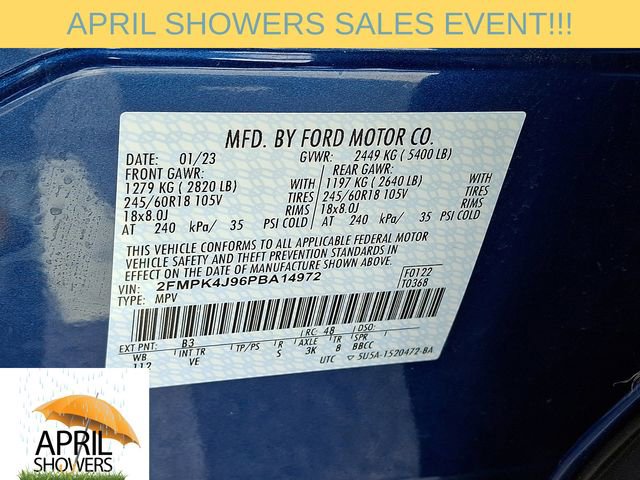 APRIL SHOWERS SALES EVENT!!!
MFD. BY FORD MOTOR CO.
DATE: 01/23 GVWR: 2449 KG ( 5400 LB)
FRONT GAWR: REAR GAWR:
1279 KG ( 2820 LB) WITH 1197 KG ( 2640 LB) WITH
245/60R18 105V TIRES 245/60R18 105V TIRES
18x8.0J RIMS 18x8.0J RIMS
AT 240 kPa/ 35 PSI COLD AT 240 kPa/ 35 PSI COLD
THIS VEHICLE CONFORMS TO ALL APPLICABLE FEDERAL MOTOR
VEHICLE SAFETY AND THEFT PREVENTION STANDARDS IN
EFFECT ON THE DATE OF MANUFACTURE SHOWN ABOVE.
VIN: 2FMPK4J96PBA14972 F0122
TYPE: MPV T0368
EXT PNT: B3 RC: 48 DSO:
WB INT TR TP/PS R AXLE TR SPR
112 VE S 3K 8 BBCC
UTC 5U5A-1520472-BA
APRIL
SHOWERS